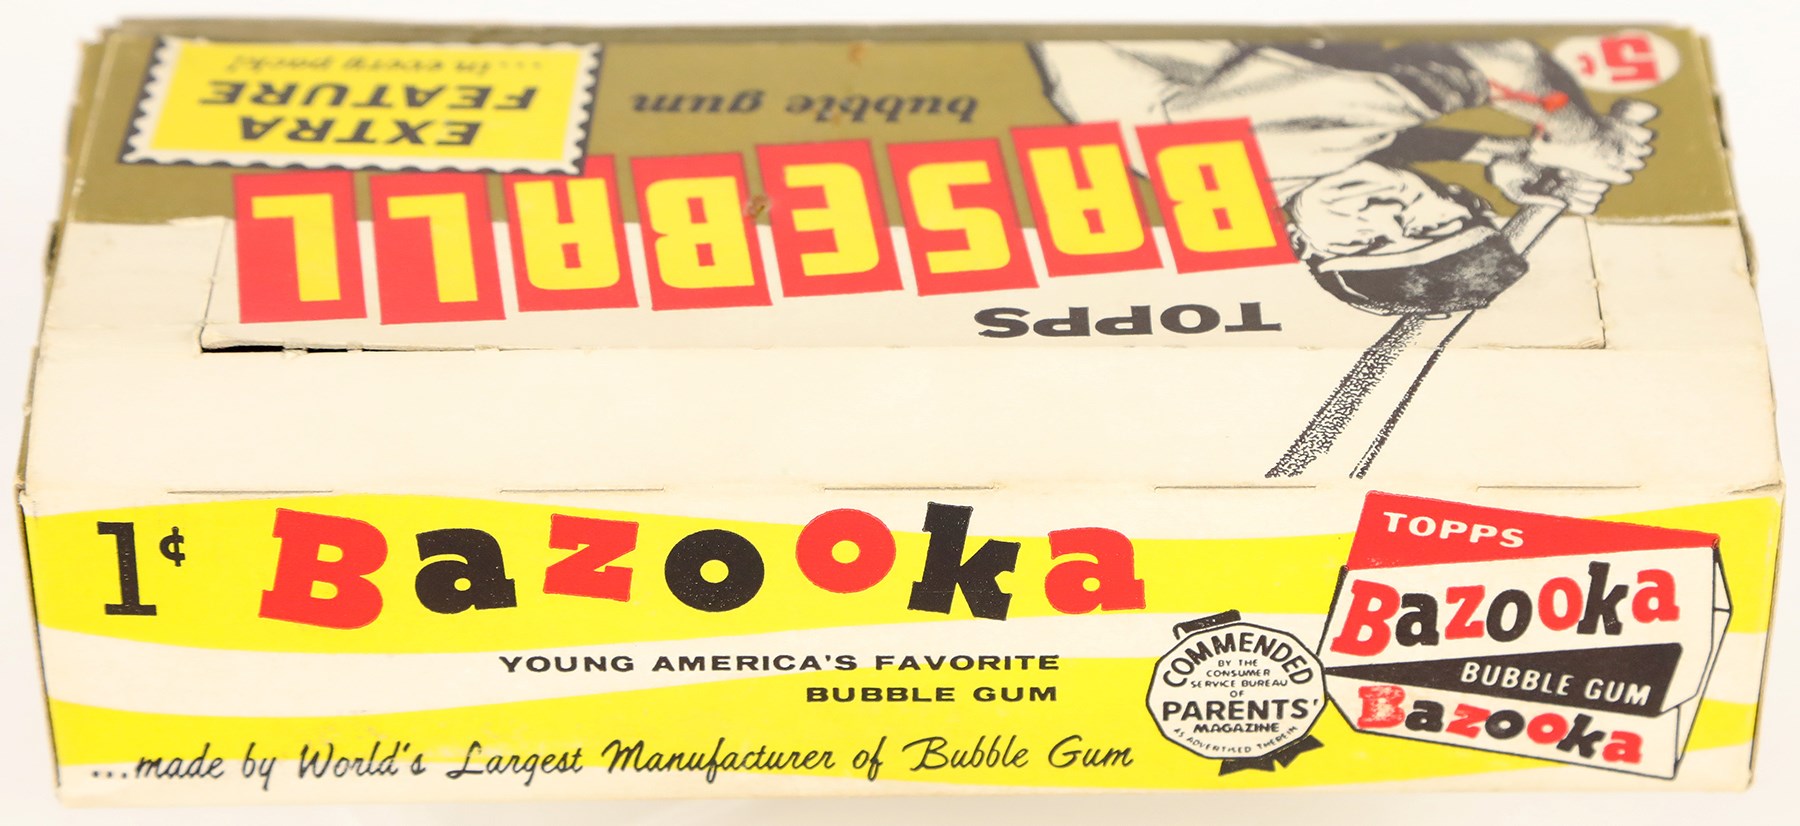 5¢
TOPPS
BASEBALL
bubble gum
EXTRA
FEATURE
...in every pack!
1¢ Bazooka
YOUNG AMERICA'S FAVORITE
BUBBLE GUM
...made by World's Largest Manufacturer of Bubble Gum
COMMENDED
BY THE
CONSUMER
SERVICE BUREAU
OF
PARENTS'
MAGAZINE
AS ADVERTISED THEREIN
TOPPS
Bazooka
BUBBLE GUM
Bazooka